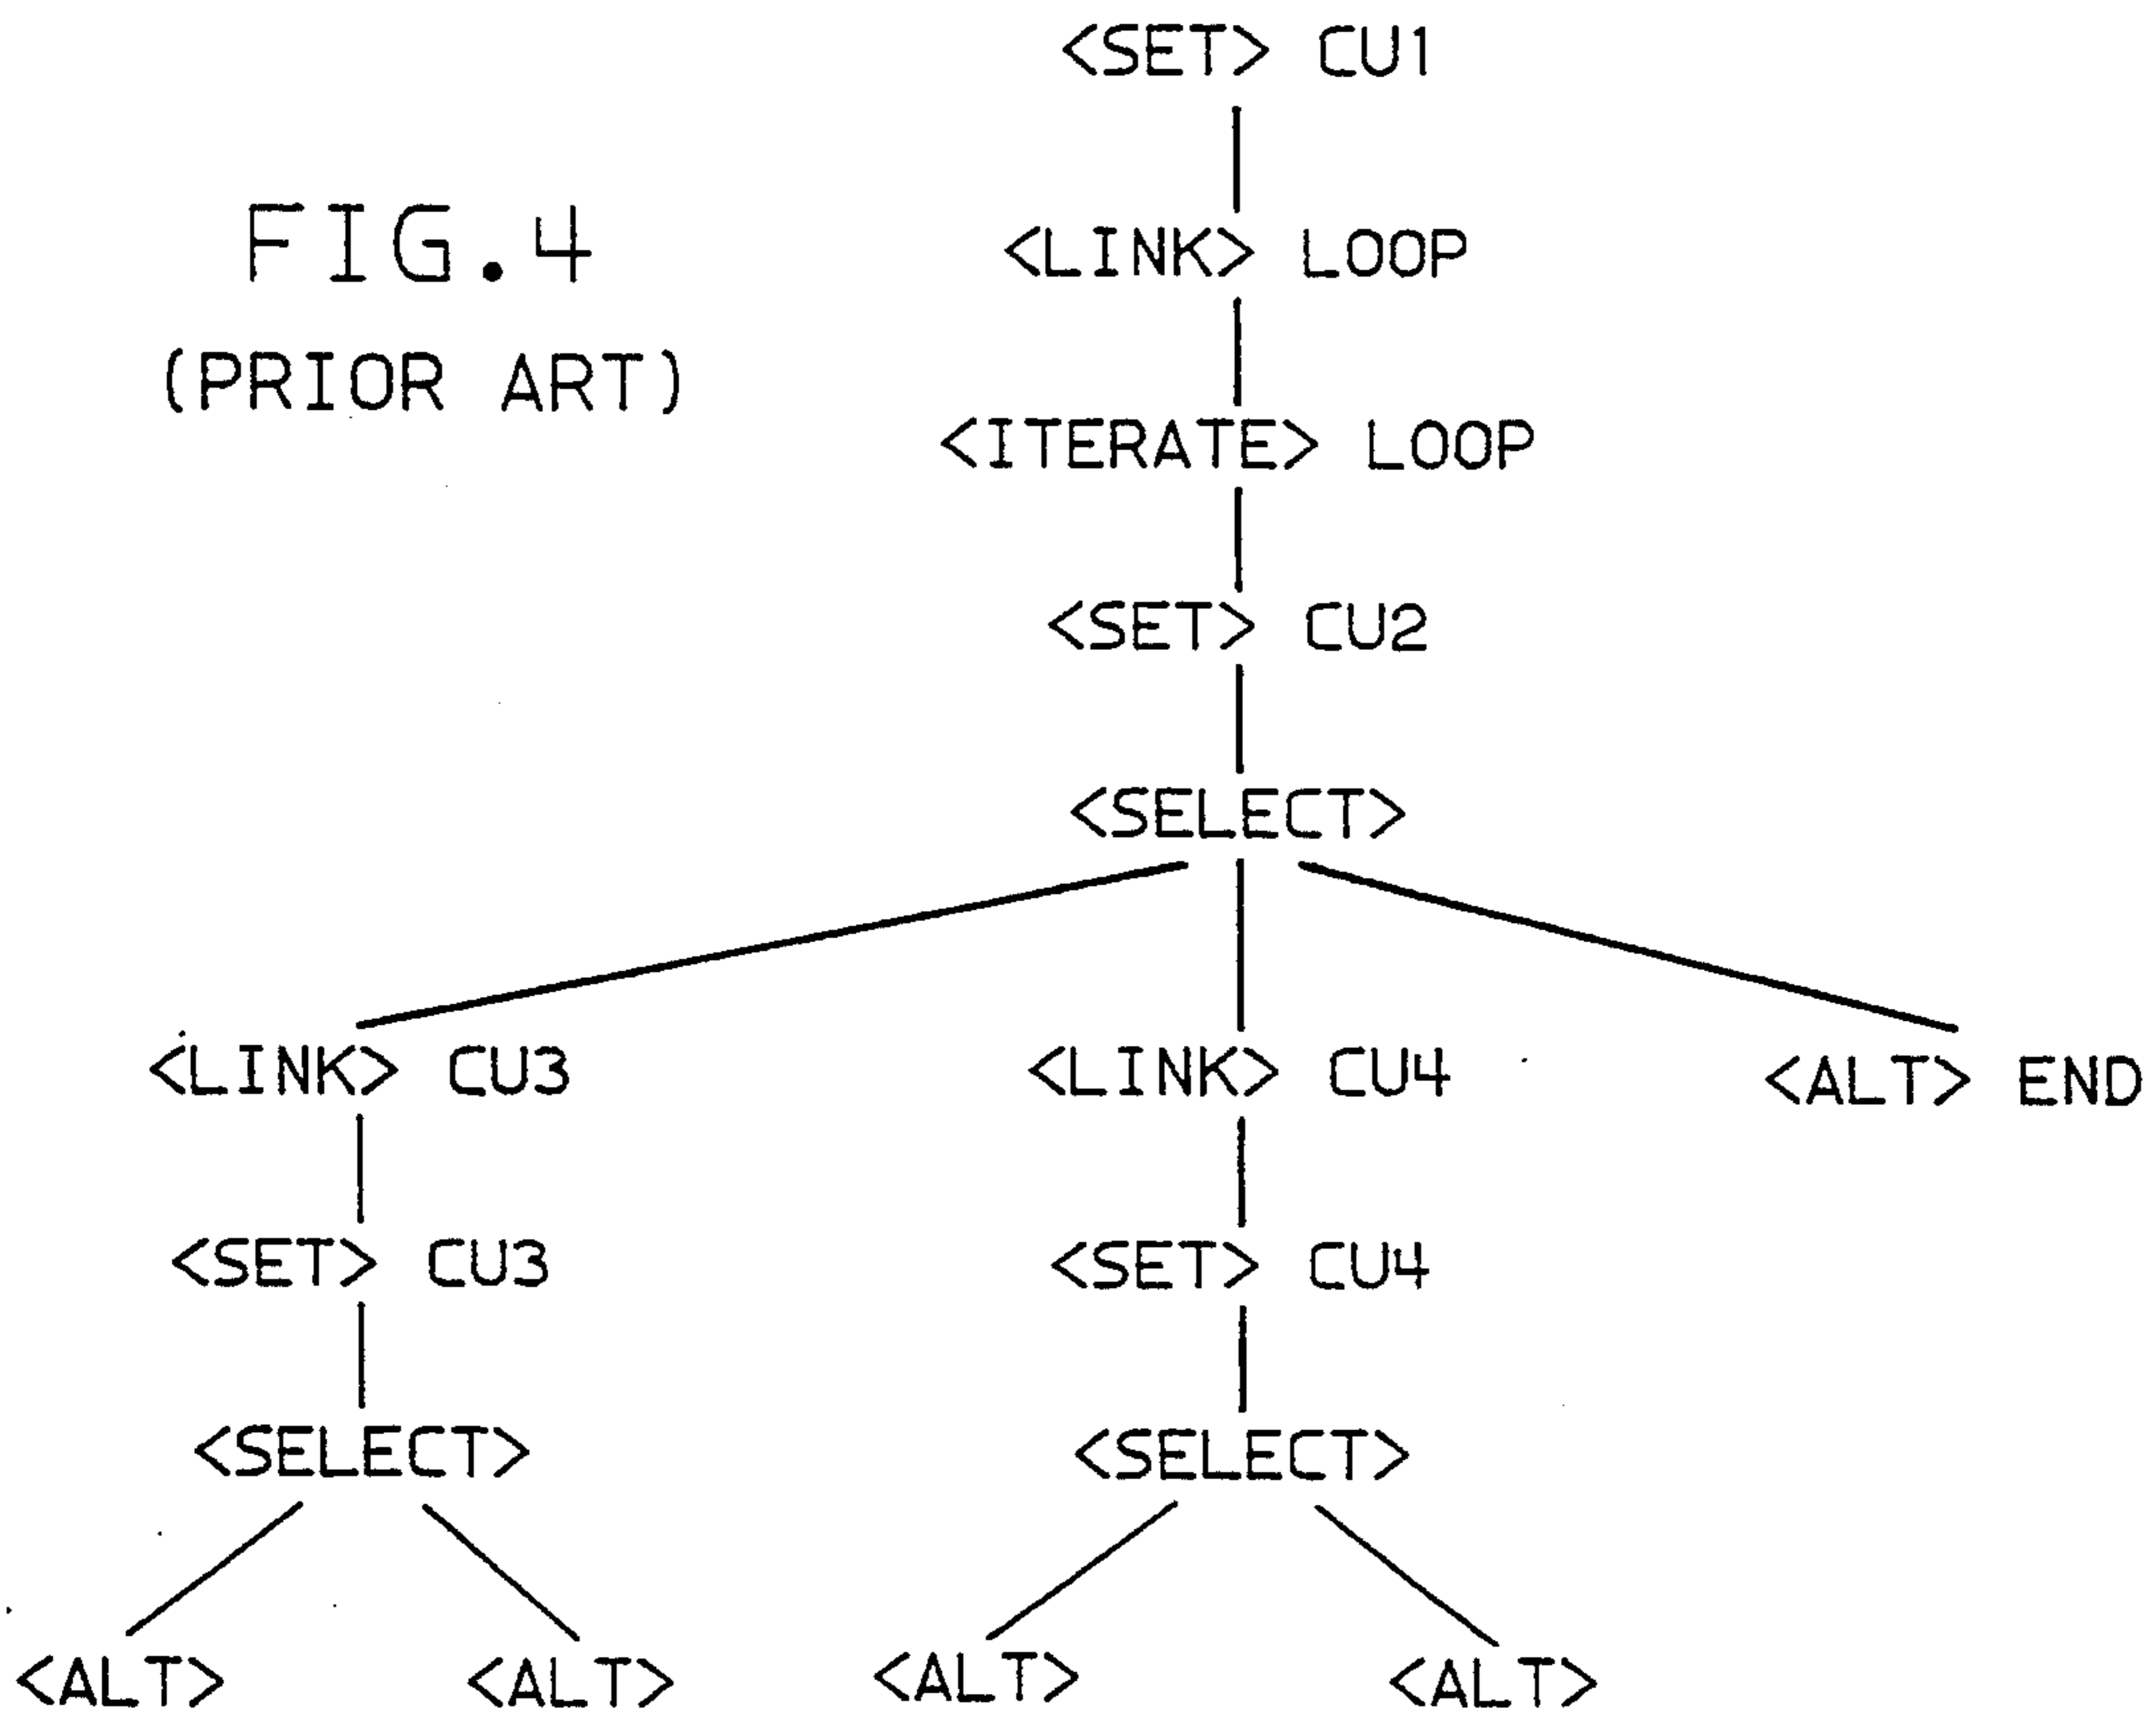 <SET> CU1
FIG.4
<LINK> LOOP
(PRIOR ART)
<ITERATE> LOOP
<SET> CU2
<SELECT>
<LINK> CU3
<LINK> CU4
<ALT> END
<SET> CU3
<SET> CU4
<SELECT>
<SELECT>
<ALT>
<ALT>
<ALT>
<ALT>